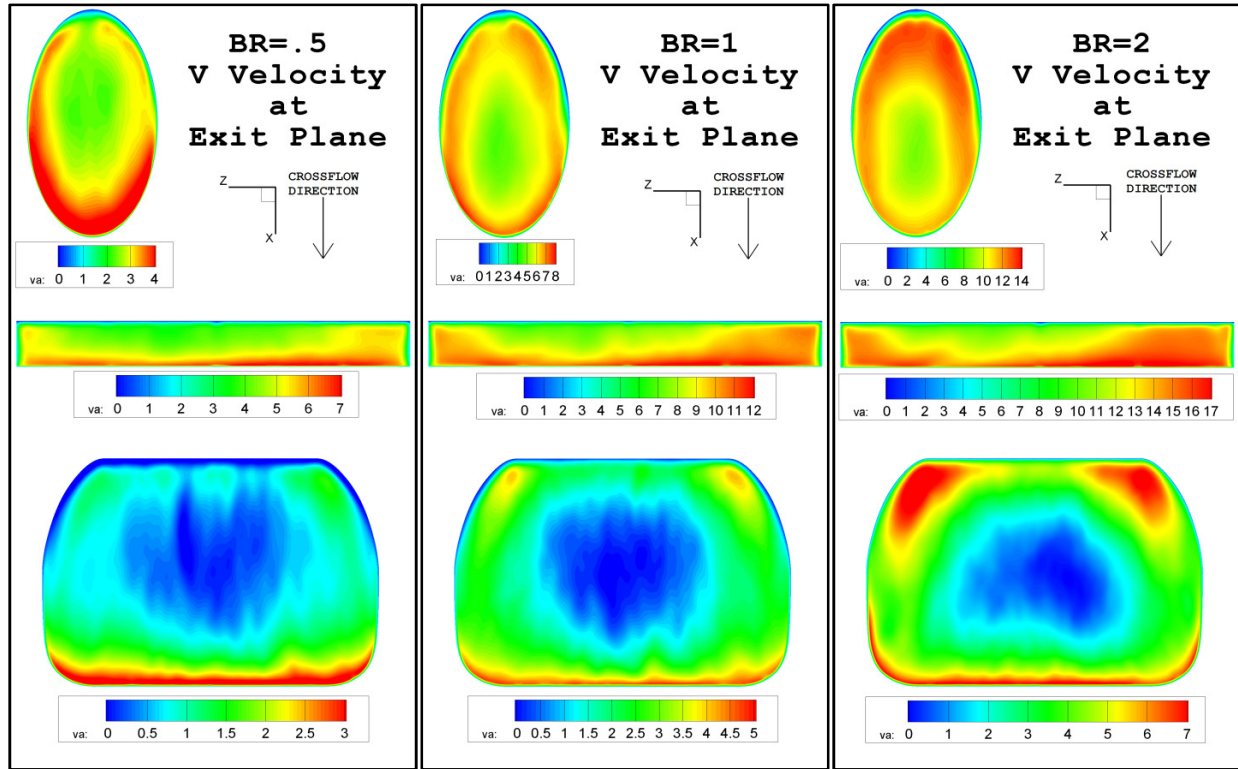 BR=.5
V Velocity
at
Exit Plane
Z
CROSSFLOW
DIRECTION
X
va: 0 1 2 3 4
va: 0 1 2 3 4 5 6 7
va: 0 0.5 1 1.5 2 2.5 3
BR=1
V Velocity
at
Exit Plane
Z
CROSSFLOW
DIRECTION
X
va: 012345678
va: 0 1 2 3 4 5 6 7 8 9 10 11 12
va: 0 0.5 1 1.5 2 2.5 3 3.5 4 4.5 5
BR=2
V Velocity
at
Exit Plane
Z
CROSSFLOW
DIRECTION
X
va: 0 2 4 6 8 10 12 14
va: 0 1 2 3 4 5 6 7 8 9 10 11 12 13 14 15 16 17
va: 0 1 2 3 4 5 6 7